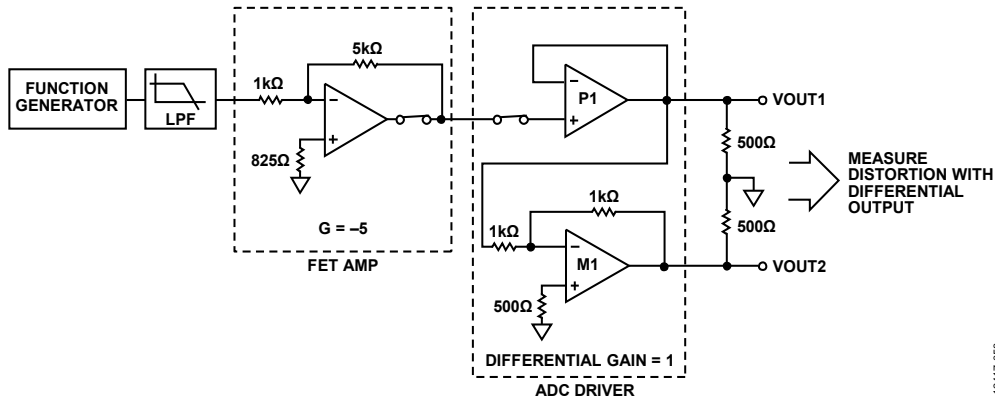 FUNCTION
GENERATOR
LPF
1kΩ
5kΩ
−
+
825Ω
G = –5
FET AMP
−
P1
+
1kΩ
1kΩ
−
M1
+
500Ω
DIFFERENTIAL GAIN = 1
ADC DRIVER
VOUT1
500Ω
500Ω
VOUT2
MEASURE
DISTORTION WITH
DIFFERENTIAL
OUTPUT